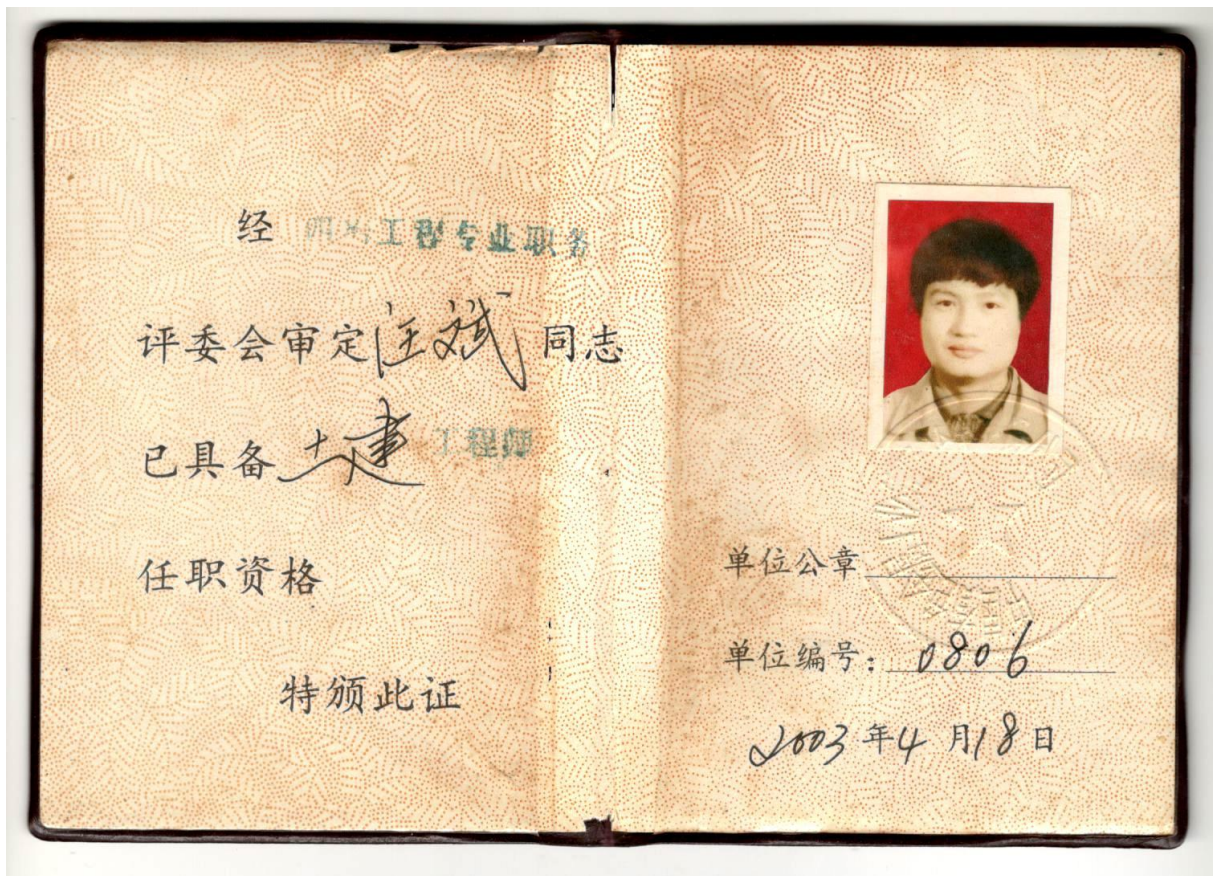 经 工程专业职务
评委会审定汪斌同志
已具备土建 工程师
任职资格
特颁此证
单位公章
单位编号：0806
2003年4月18日